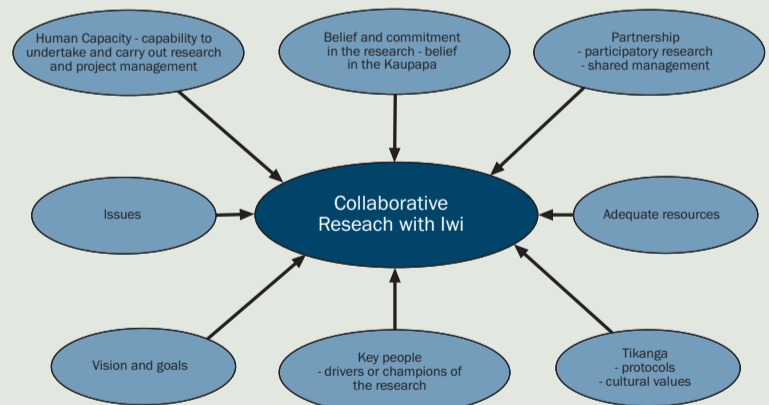 Human Capacity - capability to
undertake and carry out research
and project management
Belief and commitment
in the research - belief
in the Kaupapa
Partnership
- participatory research
- shared management
Issues
Collaborative
Reseach with Iwi
Adequate resources
Vision and goals
Key people
- drivers or champions of
the research
Tikanga
- protocols
- cultural values